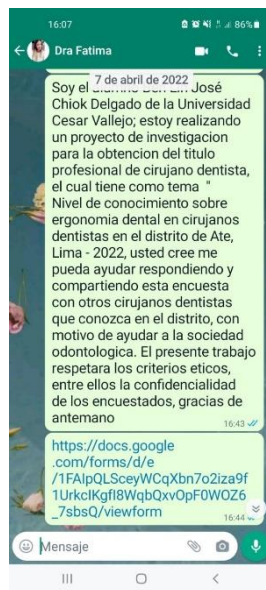 16:07
86%
Dra Fatima
7 de abril de 2022
Soy el alumno José
Chiok Delgado de la Universidad
Cesar Vallejo; estoy realizando
un proyecto de investigacion
para la obtencion del titulo
profesional de cirujano dentista,
el cual tiene como tema "
Nivel de conocimiento sobre
ergonomia dental en cirujanos
dentistas en el distrito de Ate,
Lima - 2022, usted cree me
pueda ayudar respondiendo y
compartiendo esta encuesta
con otros cirujanos dentistas
que conozca en el distrito, con
motivo de ayudar a la sociedad
odontologica. El presente trabajo
respetara los criterios eticos,
entre ellos la confidencialidad
de los encuestados, gracias de
antemano
16:43
https://docs.google
.com/forms/d/e
/1FAIpQLSceyWCqXbn7o2iza9f
1UrkcIKgfI8WqbQxvOpF0WOZ6
_7sbsQ/viewform
16:44
Mensaje